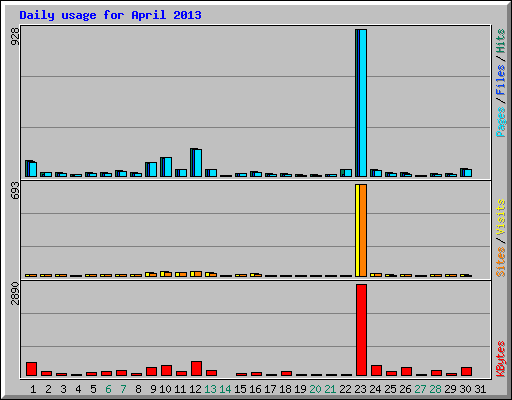 Daily usage for April 2013
928
Pages / Files / Hits
693
Sites / Visits
2890
KBytes
1 2 3 4 5 6 7 8 9 10 11 12 13 14 15 16 17 18 19 20 21 22 23 24 25 26 27 28 29 30 31